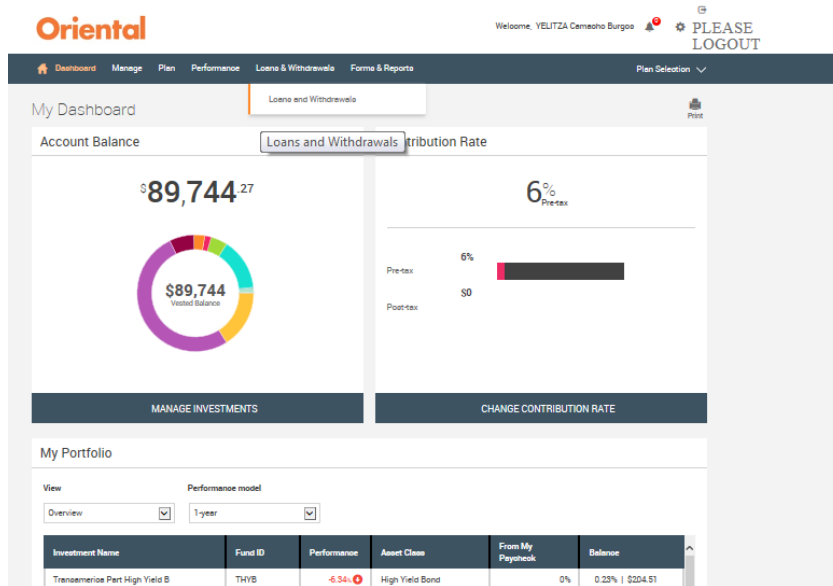 Oriental
Welcome, YELITZA Camacho Burgos
PLEASE
LOGOUT
Dashboard Manage Plan Performance Loans & Withdrawals Forms & Reports Plan Selection
Loans and Withdrawals
My Dashboard
Print
Account Balance
Loans and Withdrawals
tribution Rate
$89,744.27
6%
Pre-tax
$89,744
Vested Balance
Pre-tax
6%
Post-tax
$0
MANAGE INVESTMENTS
CHANGE CONTRIBUTION RATE
My Portfolio
View
Performance model
Overview
1-year
Investment Name Fund ID Performance Asset Class From My Paycheck Balance
Transamerica Part High Yield B THYB -6.34% High Yield Bond 0% 0.23% | $204.51